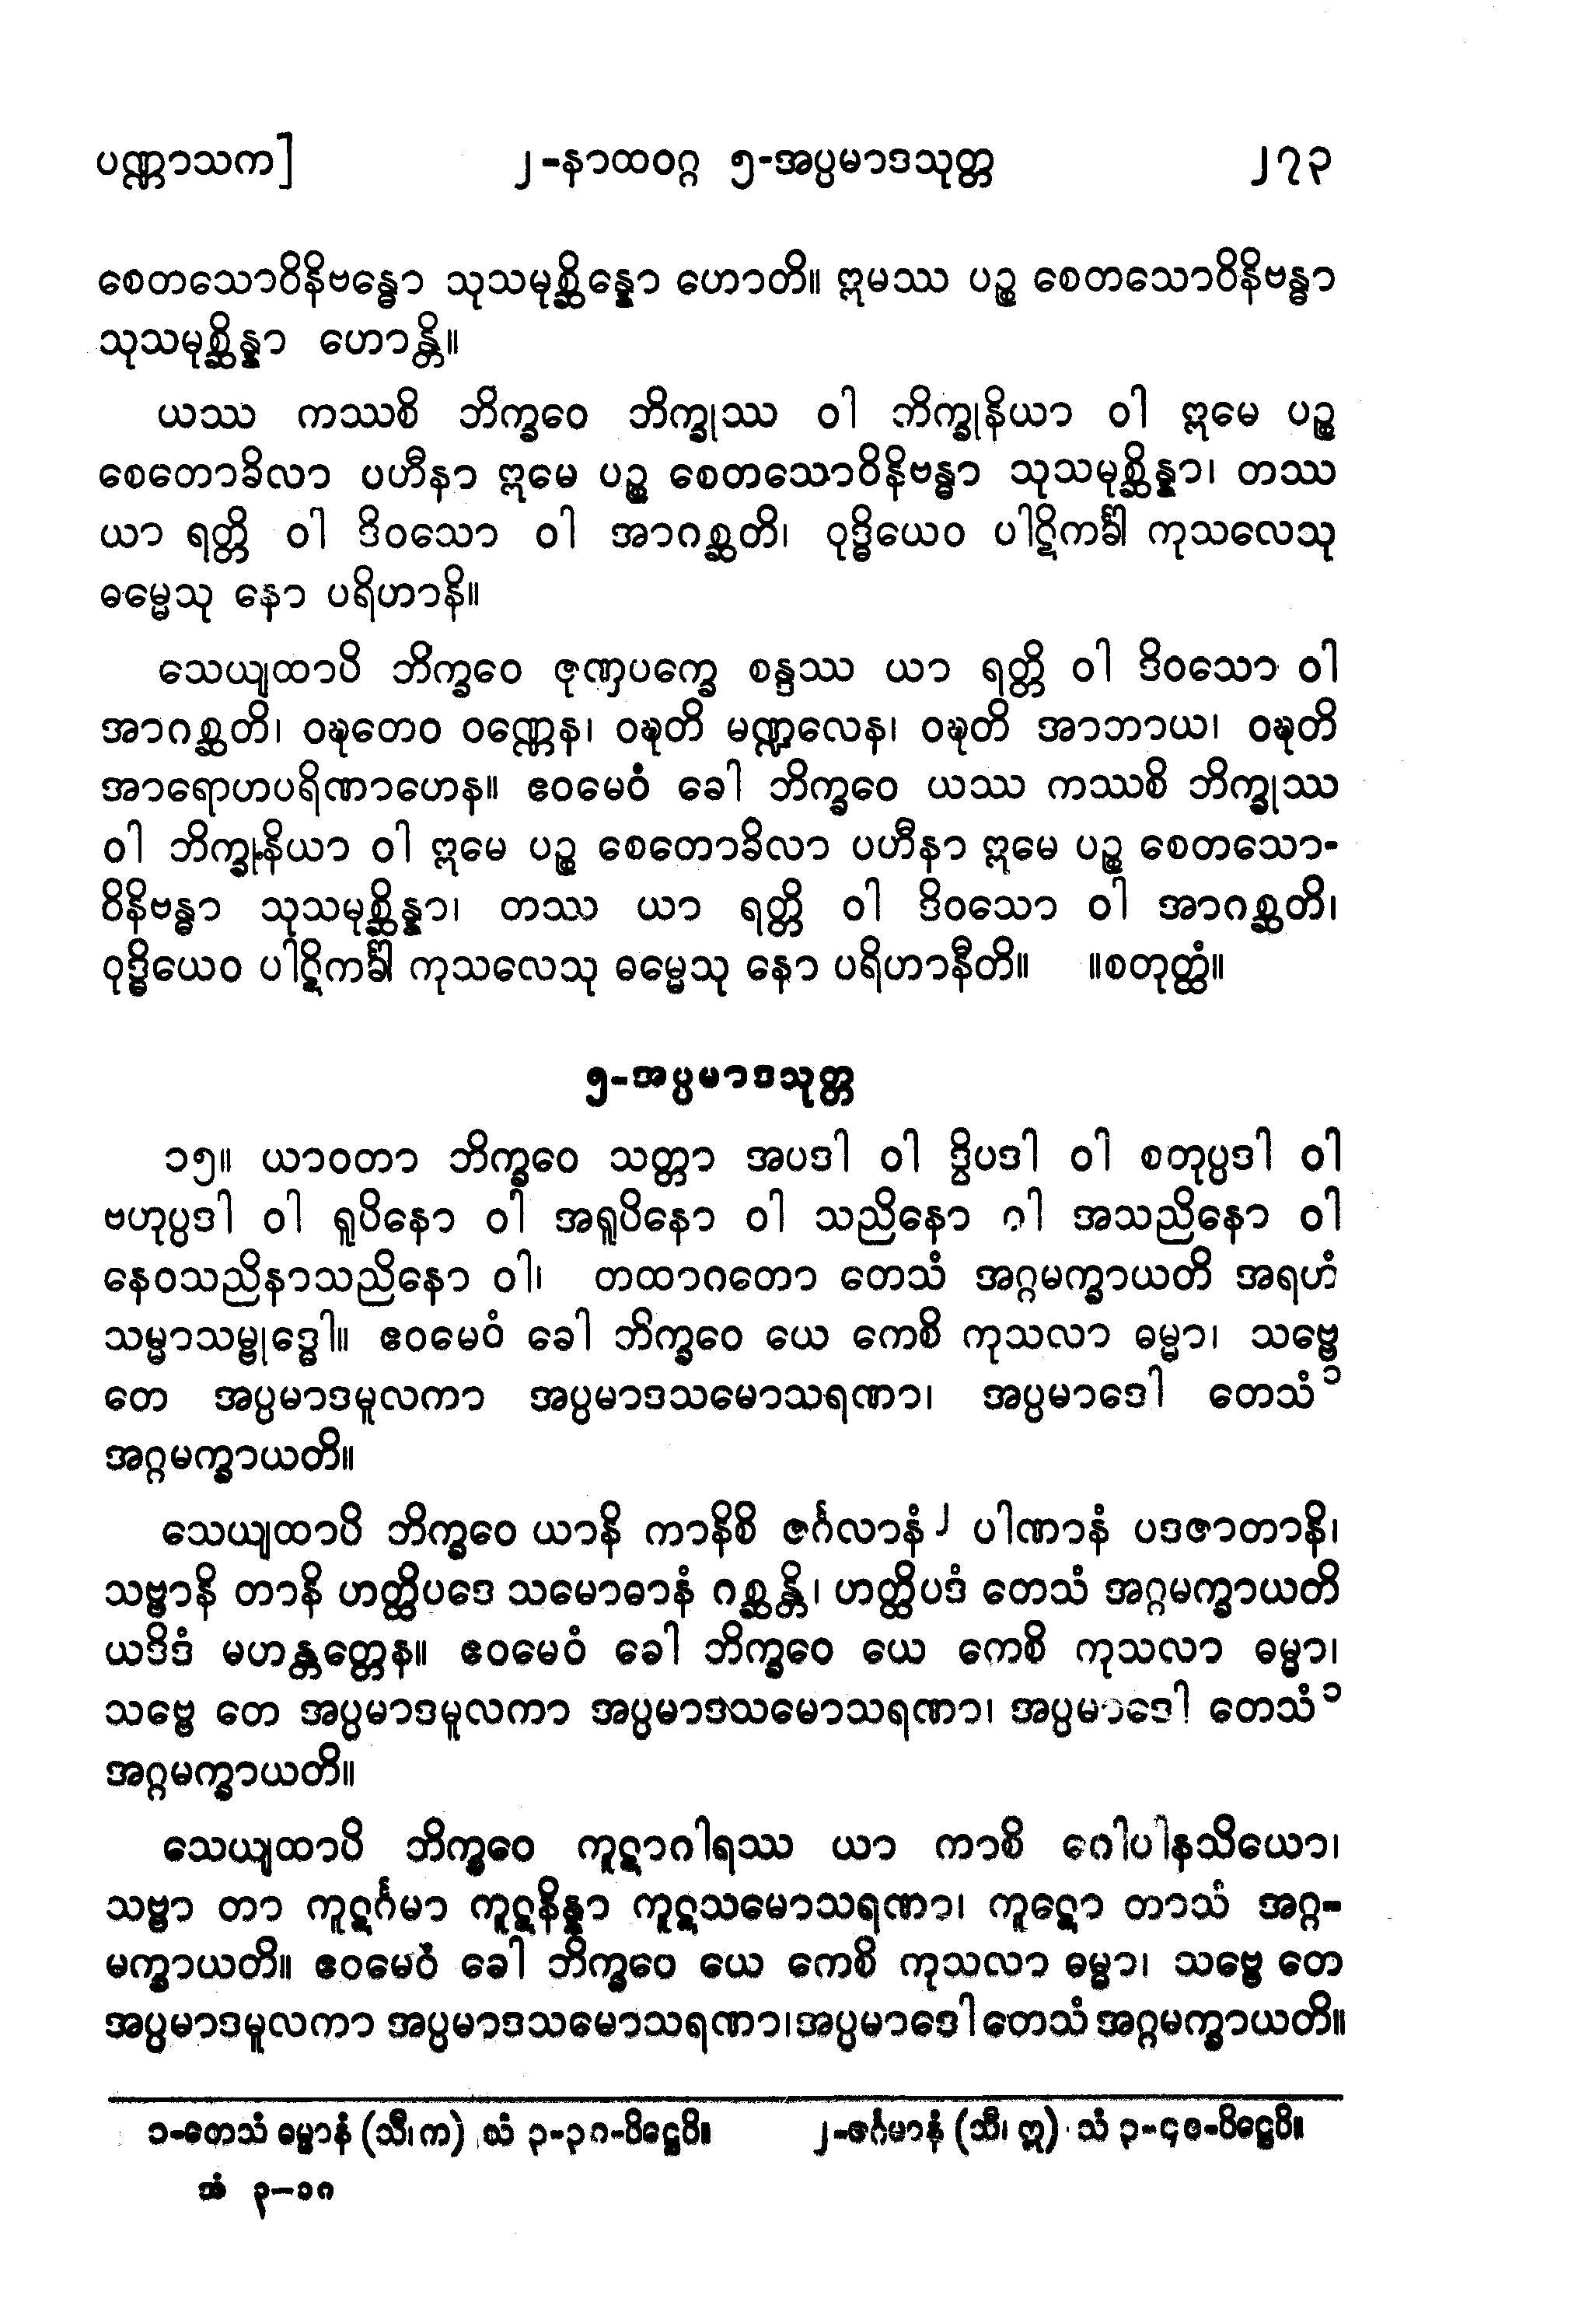 ပဏ္ဏာသက] ၂-နာထဝဂ္ဂ ၅-အပ္ပမာဒသုတ္တ ၂၇၃
စေတသောဝိနိဗန္ဓော သုသမုစ္ဆိန္နော ဟောတိ။ ဣမဿ ပဉ္စ စေတသောဝိနိဗန္ဓာ
သုသမုစ္ဆိန္နာ ဟောန္တိ။
ယဿ ကဿစိ ဘိက္ခဝေ ဘိက္ခုဿ ဝါ ဘိက္ခုနိယာ ဝါ ဣမေ ပဉ္စ
စေတောခိလာ ပဟီနာ ဣမေ ပဉ္စ စေတသောဝိနိဗန္ဓာ သုသမုစ္ဆိန္နာ၊ တဿ
ယာ ရတ္တိ ဝါ ဒိဝသော ဝါ အာဂစ္ဆတိ၊ ဝုဒ္ဓိယေဝ ပါဋိကင်္ခါ ကုသလေသု
ဓမ္မေသု နော ပရိဟာနိ။
သေယျထာပိ ဘိက္ခဝေ ဇုဏှပက္ခေ စန္ဒဿ ယာ ရတ္တိ ဝါ ဒိဝသော ဝါ
အာဂစ္ဆတိ၊ ဝဍ္ဎတေဝ ဝဏ္ဏေန၊ ဝဍ္ဎတိ မဏ္ဍလေန၊ ဝဍ္ဎတိ အာဘာယ၊ ဝဍ္ဎတိ
အာရောဟပရိဏာဟေန။ ဧဝမေဝံ ခေါ ဘိက္ခဝေ ယဿ ကဿစိ ဘိက္ခုဿ
ဝါ ဘိက္ခုနိယာ ဝါ ဣမေ ပဉ္စ စေတောခိလာ ပဟီနာ ဣမေ ပဉ္စ စေတသော-
ဝိနိဗန္ဓာ သုသမုစ္ဆိန္နာ၊ တဿ ယာ ရတ္တိ ဝါ ဒိဝသော ဝါ အာဂစ္ဆတိ၊
ဝုဒ္ဓိယေဝ ပါဋိကင်္ခါ ကုသလေသု ဓမ္မေသု နော ပရိဟာနီတိ။ ။စတုတ္ထံ။
၅-အပ္ပမာဒသုတ္တ
၁၅။ ယာဝတာ ဘိက္ခဝေ သတ္တာ အပဒါ ဝါ ဒွိပဒါ ဝါ စတုပ္ပဒါ ဝါ
ဗဟုပ္ပဒါ ဝါ ရူပိနော ဝါ အရူပိနော ဝါ သညိနော ဝါ အသညိနော ဝါ
နေဝသညိနာသညိနော ဝါ၊ တထာဂတော တေသံ အဂ္ဂမက္ခာယတိ အရဟံ
သမ္မာသမ္ဗုဒ္ဓေါ။ ဧဝမေဝံ ခေါ ဘိက္ခဝေ ယေ ကေစိ ကုသလာ ဓမ္မာ၊ သဗ္ဗေ
တေ အပ္ပမာဒမူလကာ အပ္ပမာဒသမောသရဏာ၊ အပ္ပမာဒေါ တေသံ ၁
အဂ္ဂမက္ခာယတိ။
သေယျထာပိ ဘိက္ခဝေ ယာနိ ကာနိစိ ဇင်္ဂလာနံ ၂ ပါဏာနံ ပဒဇာတာနိ၊
သဗ္ဗာနိ တာနိ ဟတ္ထိပဒေ သမောဓာနံ ဂစ္ဆန္တိ၊ ဟတ္ထိပဒံ တေသံ အဂ္ဂမက္ခာယတိ
ယဒိဒံ မဟန္တတ္တေန။ ဧဝမေဝံ ခေါ ဘိက္ခဝေ ယေ ကေစိ ကုသလာ ဓမ္မာ၊
သဗ္ဗေ တေ အပ္ပမာဒမူလကာ အပ္ပမာဒသမောသရဏာ၊ အပ္ပမာဒေါ တေသံ ၁
အဂ္ဂမက္ခာယတိ။
သေယျထာပိ ဘိက္ခဝေ ကူဋာဂါရဿ ယာ ကာစိ ဂေါပါနသိယော၊
သဗ္ဗာ တာ ကူဋင်္ဂမာ ကူဋနိန္နာ ကူဋသမောသရဏာ၊ ကူဋော တာသံ အဂ္ဂ-
မက္ခာယတိ။ ဧဝမေဝံ ခေါ ဘိက္ခဝေ ယေ ကေစိ ကုသလာ ဓမ္မာ၊ သဗ္ဗေ တေ
အပ္ပမာဒမူလကာ အပ္ပမာဒသမောသရဏာ၊အပ္ပမာဒေါ တေသံ အဂ္ဂမက္ခာယတိ။
၁-တေသံ ဓမ္မာနံ (သီ၊ က) သံ ၃-၃၈-ပိဋ္ဌေပိ။ ၂-ဇင်္ဂမာနံ (သီ၊ ဣ) သံ ၃-၄၀-ပိဋ္ဌေပိ။
အံ ၃-၁၈